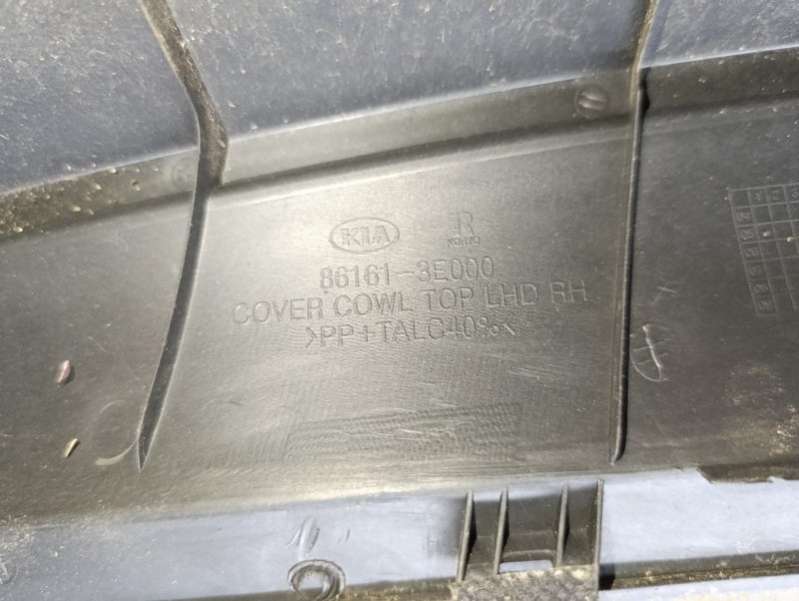 KIA R
86161-3E000
COVER COWL TOP LHD RH
>PP+TALC40%<